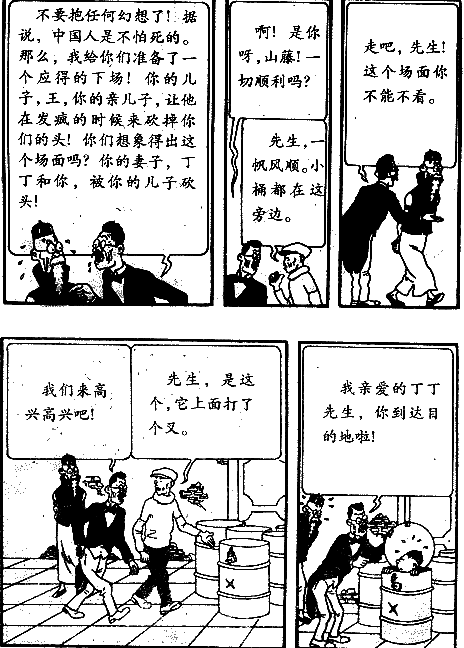 不要抱任何幻想了！据
说，中国人是不怕死的。
那么，我给你们准备了一
个应得的下场！你的儿
子，王，你的亲儿子，让他
在发疯的时候来砍掉你
们的头！你们想象得出这
个场面吗？你的妻子，丁
丁和你，被你的儿子砍
头！
啊！是你
呀，山藤！一
切顺利吗？
先生，一
帆风顺。小
桶都在这
旁边。
走吧，先生！
这个场面你
不能不看。
我们来高
兴高兴吧！
先生，是这
个，它上面打了
个叉。
我亲爱的丁丁
先生，你到达目
的地啦！